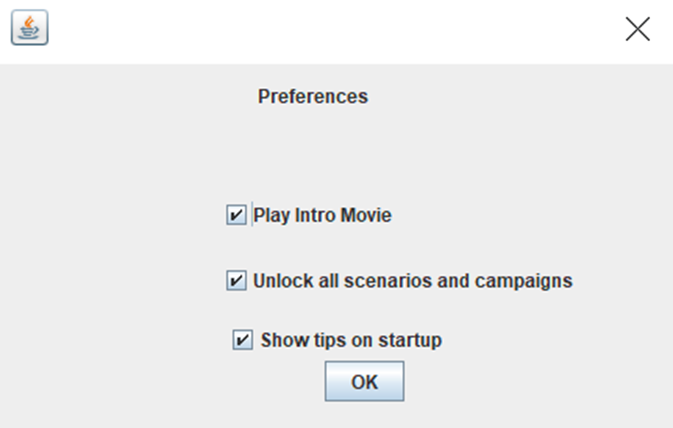 Preferences
Play Intro Movie
Unlock all scenarios and campaigns
Show tips on startup
OK